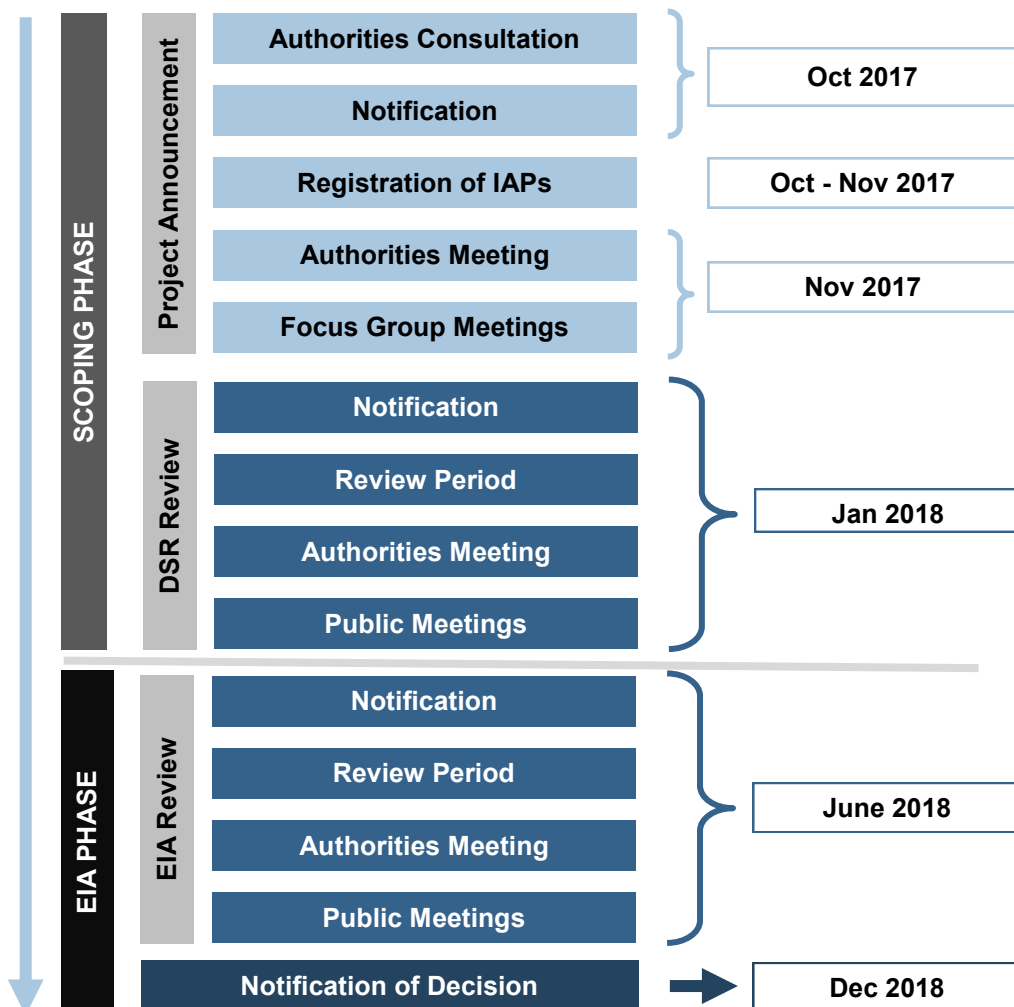 SCOPING PHASE
Project Announcement
Authorities Consultation
Notification
Oct 2017
Registration of IAPs
Oct - Nov 2017
Authorities Meeting
Focus Group Meetings
Nov 2017
DSR Review
Notification
Review Period
Authorities Meeting
Public Meetings
Jan 2018
EIA PHASE
EIA Review
Notification
Review Period
Authorities Meeting
Public Meetings
June 2018
Notification of Decision
Dec 2018